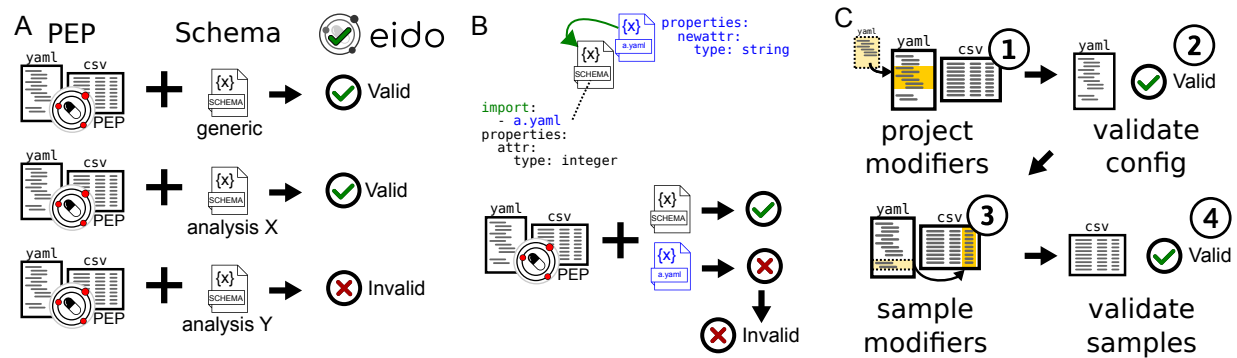 A
PEP
Schema
eido
yaml
csv
PEP
{x}
SCHEMA
generic
Valid
yaml
csv
PEP
{x}
SCHEMA
analysis X
Valid
yaml
csv
PEP
{x}
SCHEMA
analysis Y
Invalid
B
{x}
a.yaml
properties:
newattr:
type: string
{x}
SCHEMA
import:
- a.yaml
properties:
attr:
type: integer
yaml
csv
PEP
{x}
SCHEMA
{x}
a.yaml
Invalid
C
yaml
yaml
csv
1
project
modifiers
yaml
2
Valid
validate
config
yaml
csv
3
sample
modifiers
csv
4
Valid
validate
samples